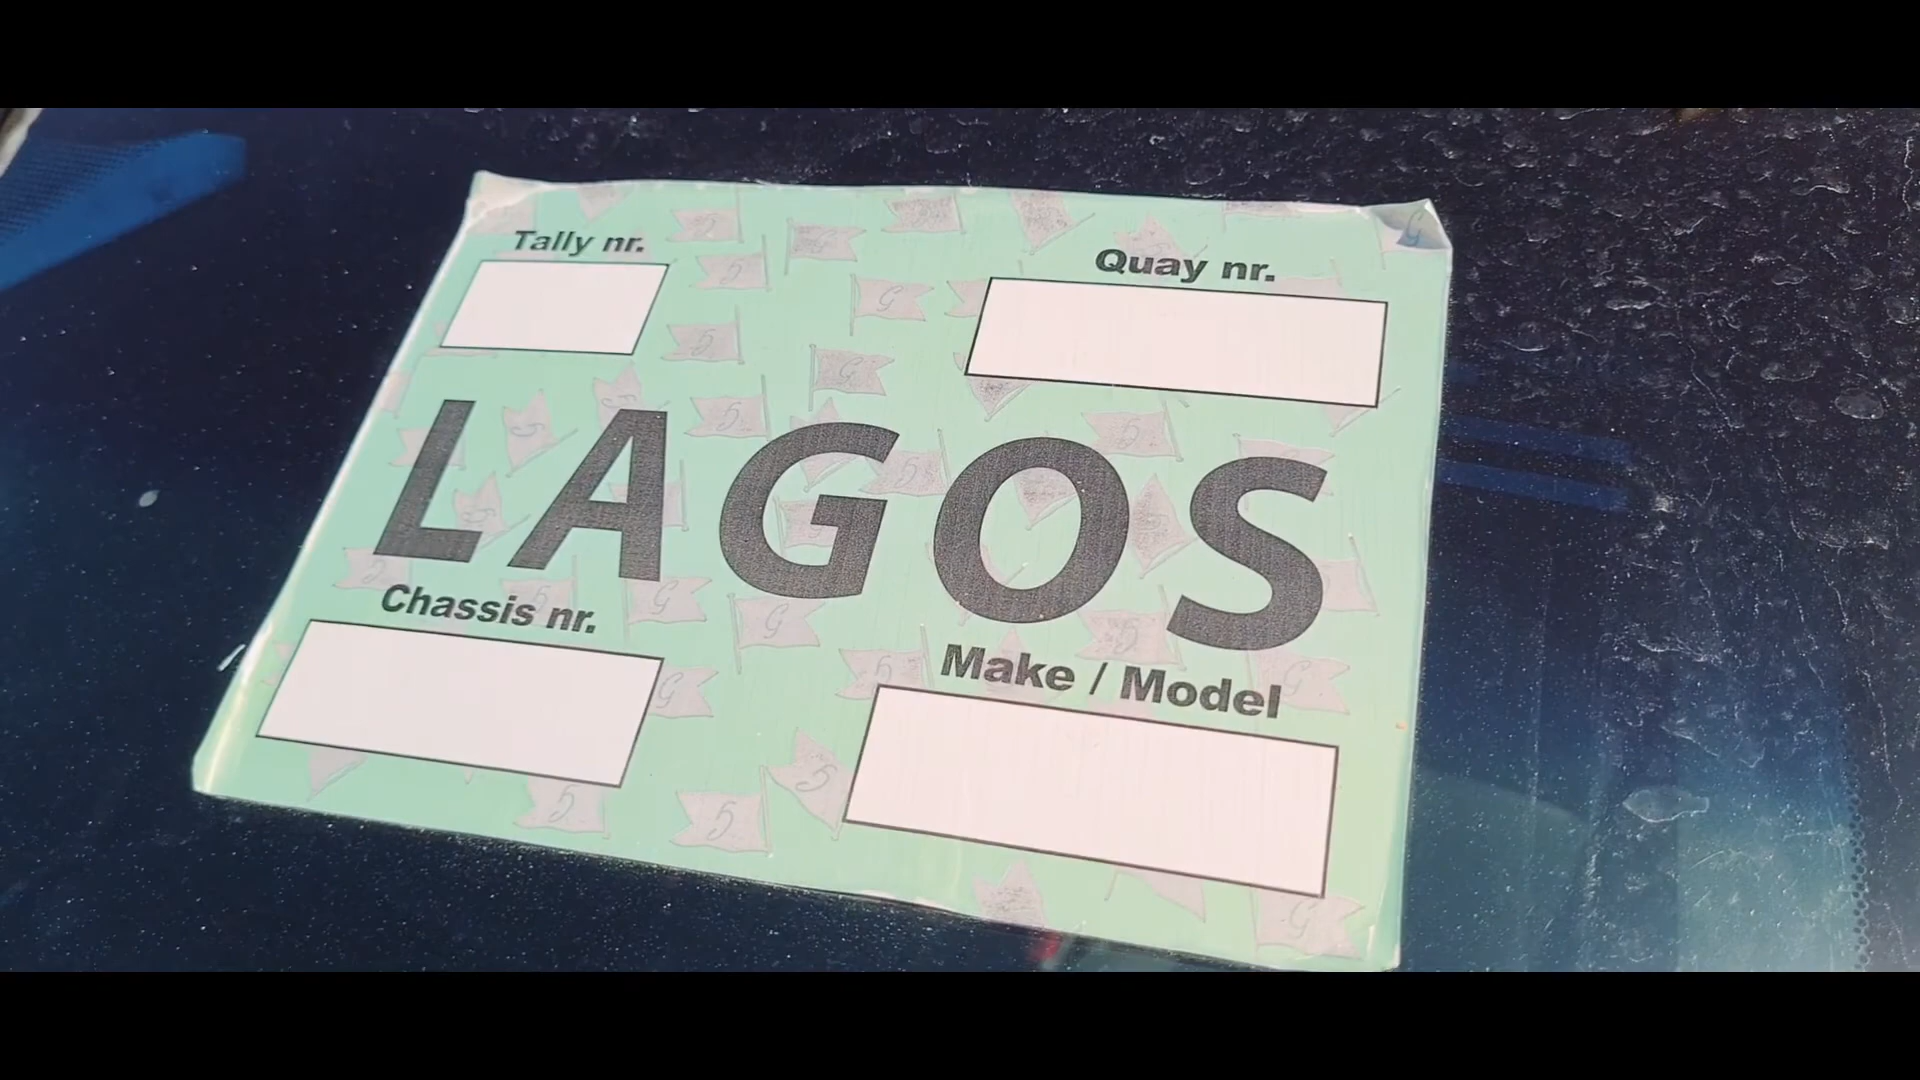 Tally nr.
Quay nr.
LAGOS
Chassis nr.
Make / Model